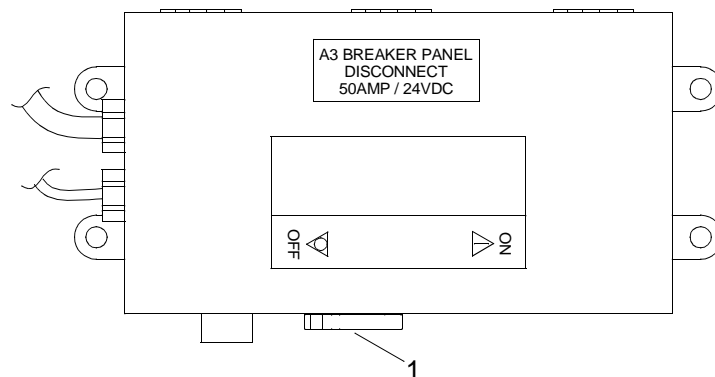 A3 BREAKER PANEL
DISCONNECT
50AMP / 24VDC
OFF
ON
1